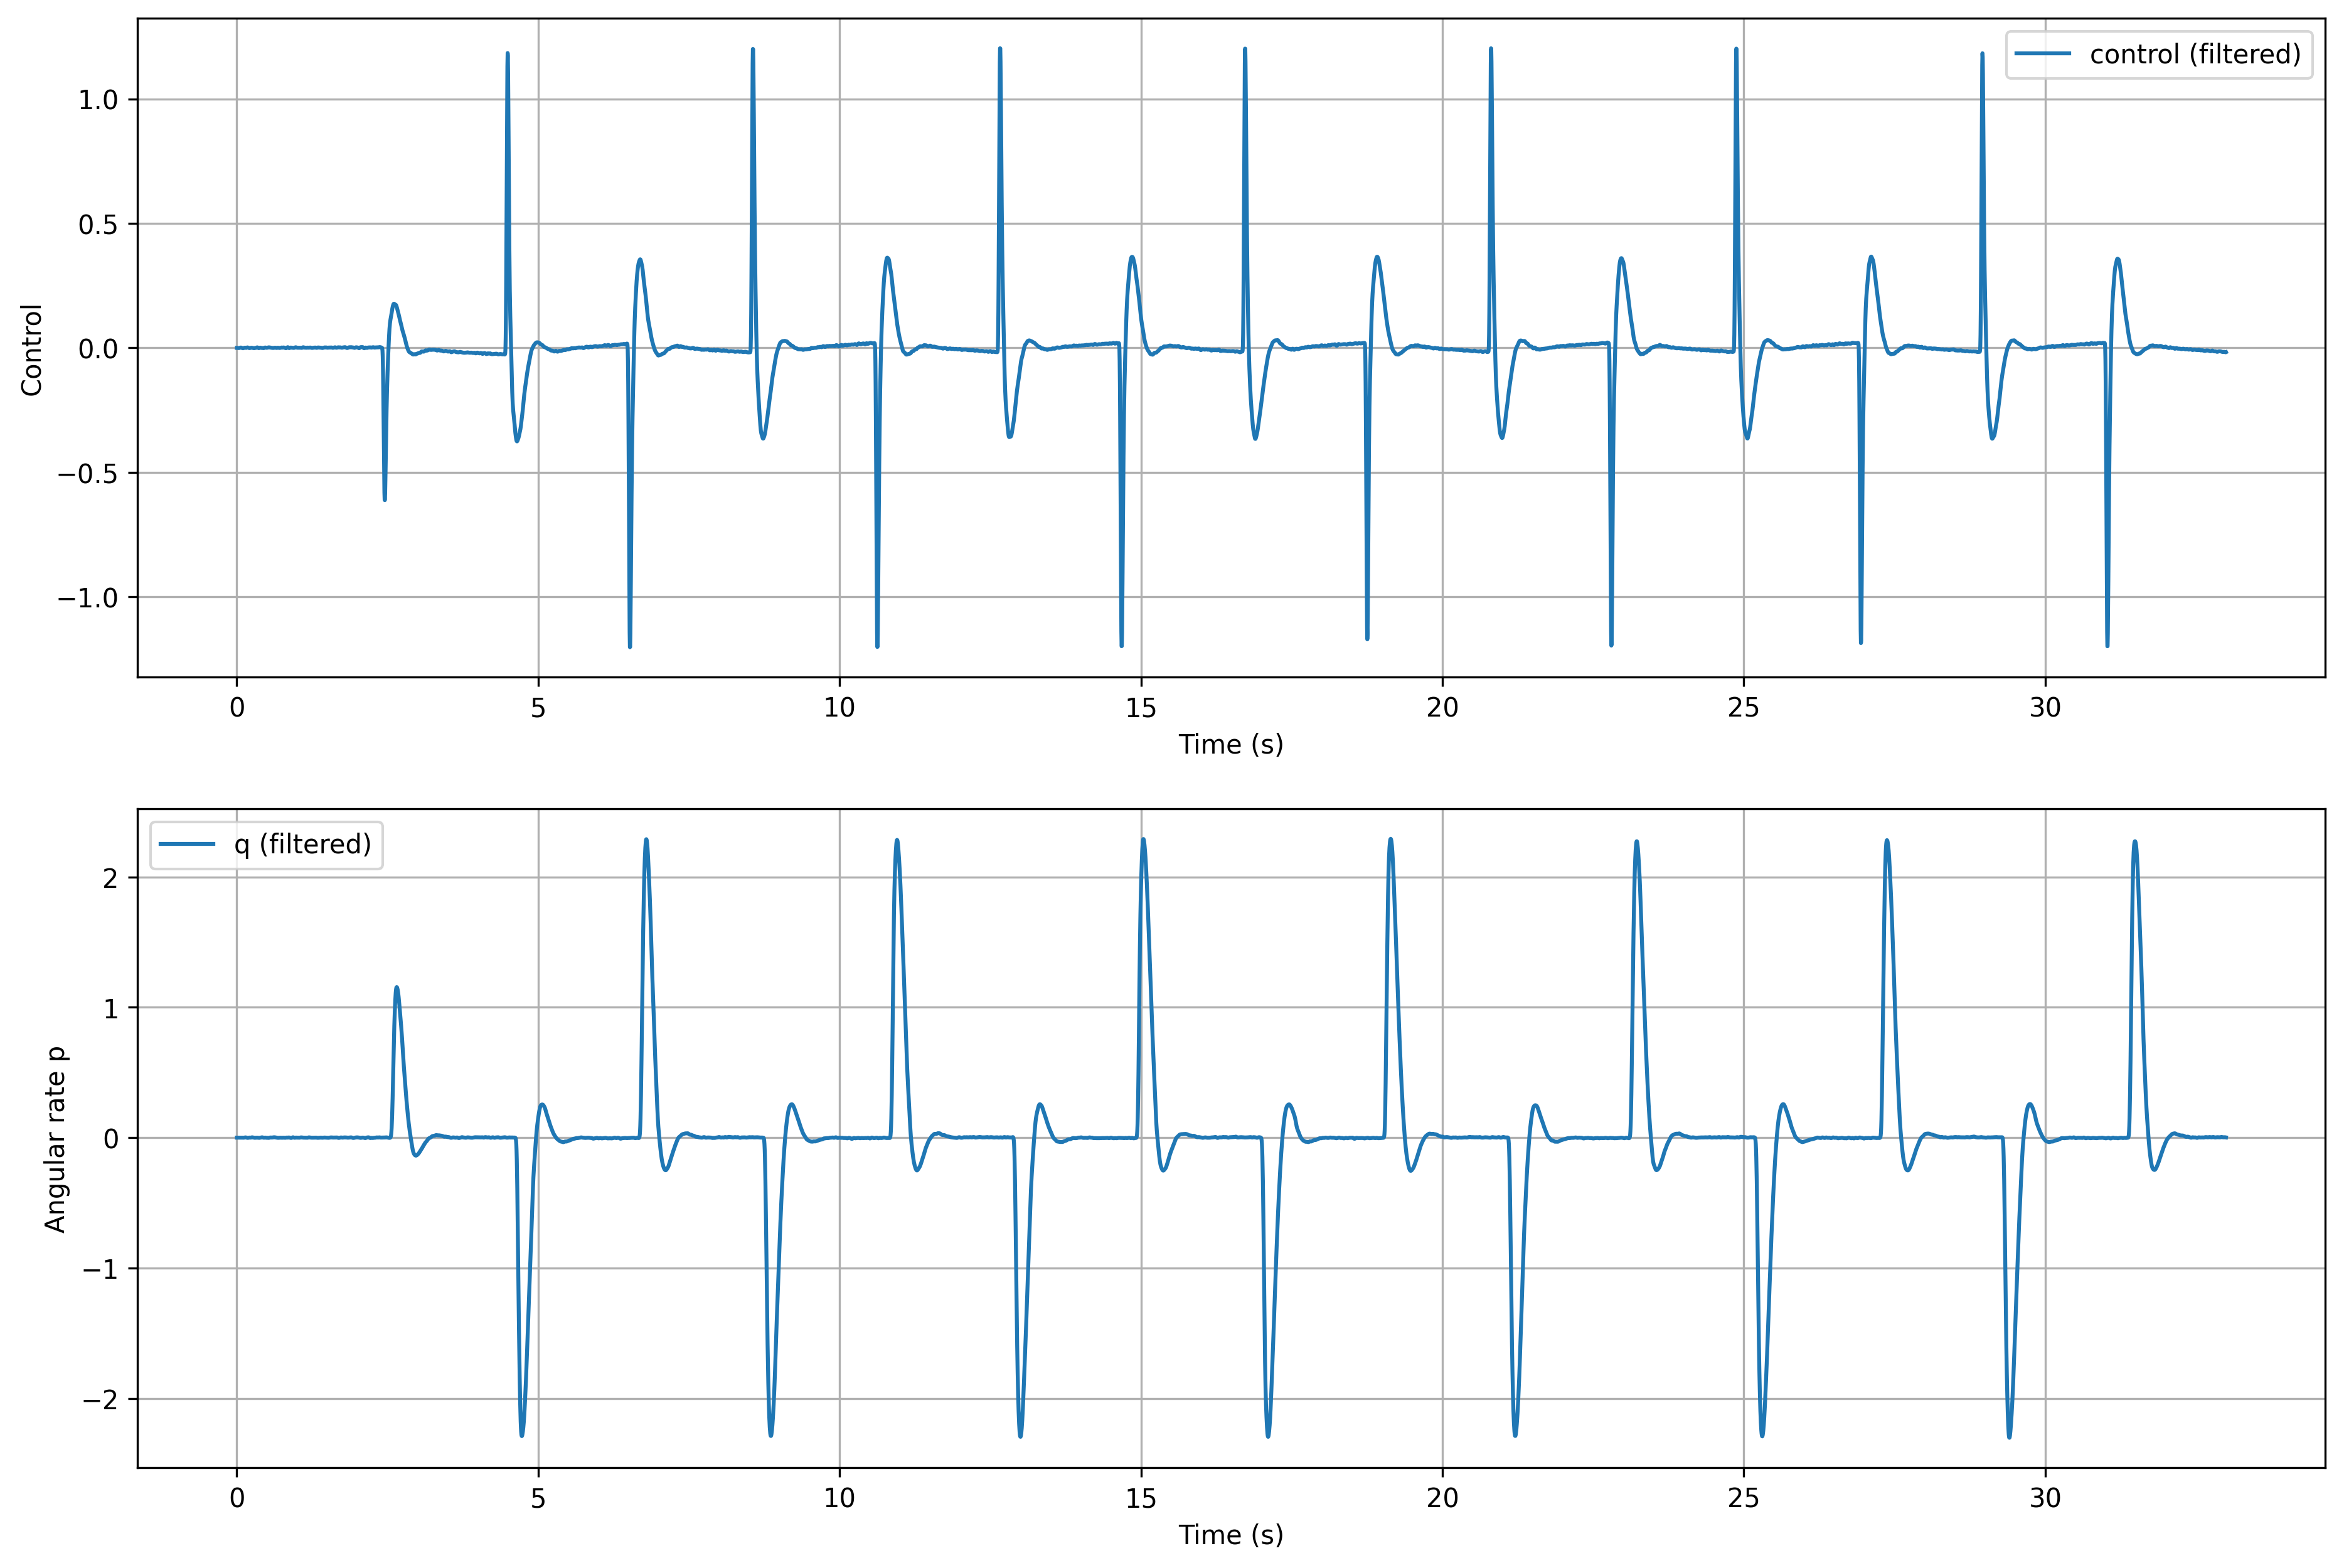 control (filtered)
1.0
0.5
0.0
−0.5
−1.0
Control
0 5 10 15 20 25 30
Time (s)
q (filtered)
2
1
0
−1
−2
Angular rate p
0 5 10 15 20 25 30
Time (s)